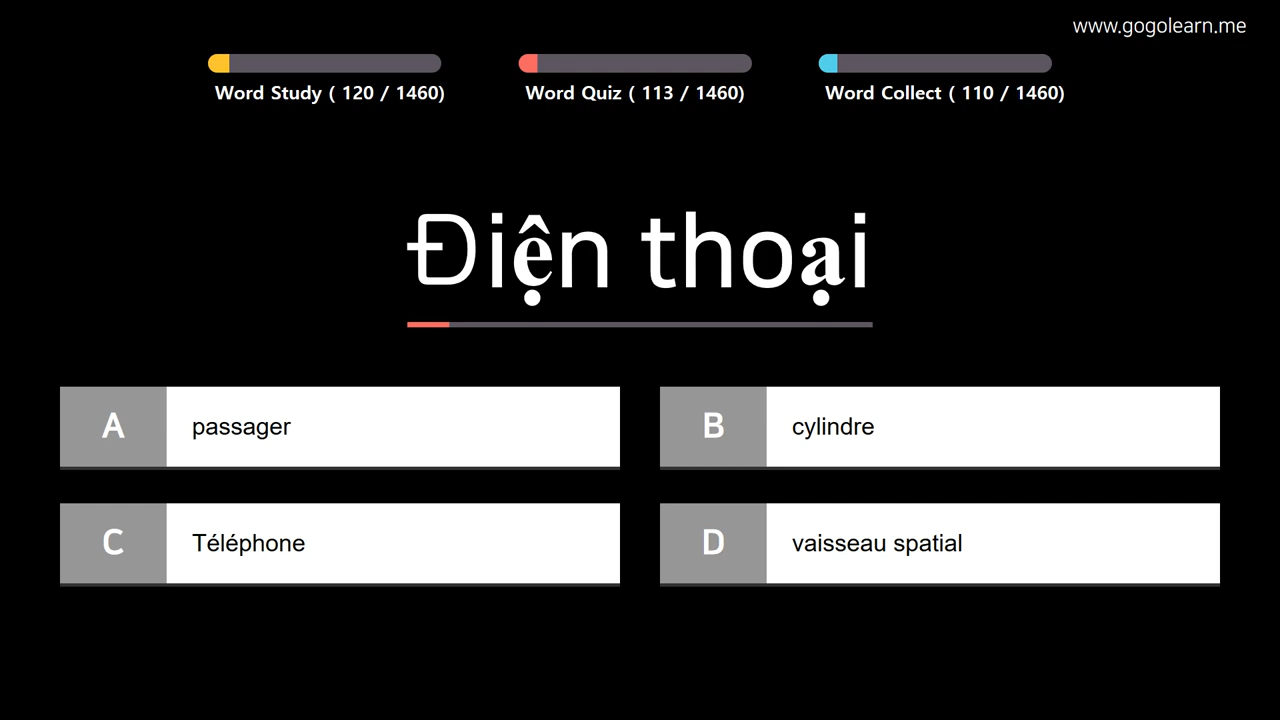 www.gogolearn.me
Word Study ( 120 / 1460)
Word Quiz ( 113 / 1460)
Word Collect ( 110 / 1460)
Điện thoại
A passager
B cylindre
C Téléphone
D vaisseau spatial